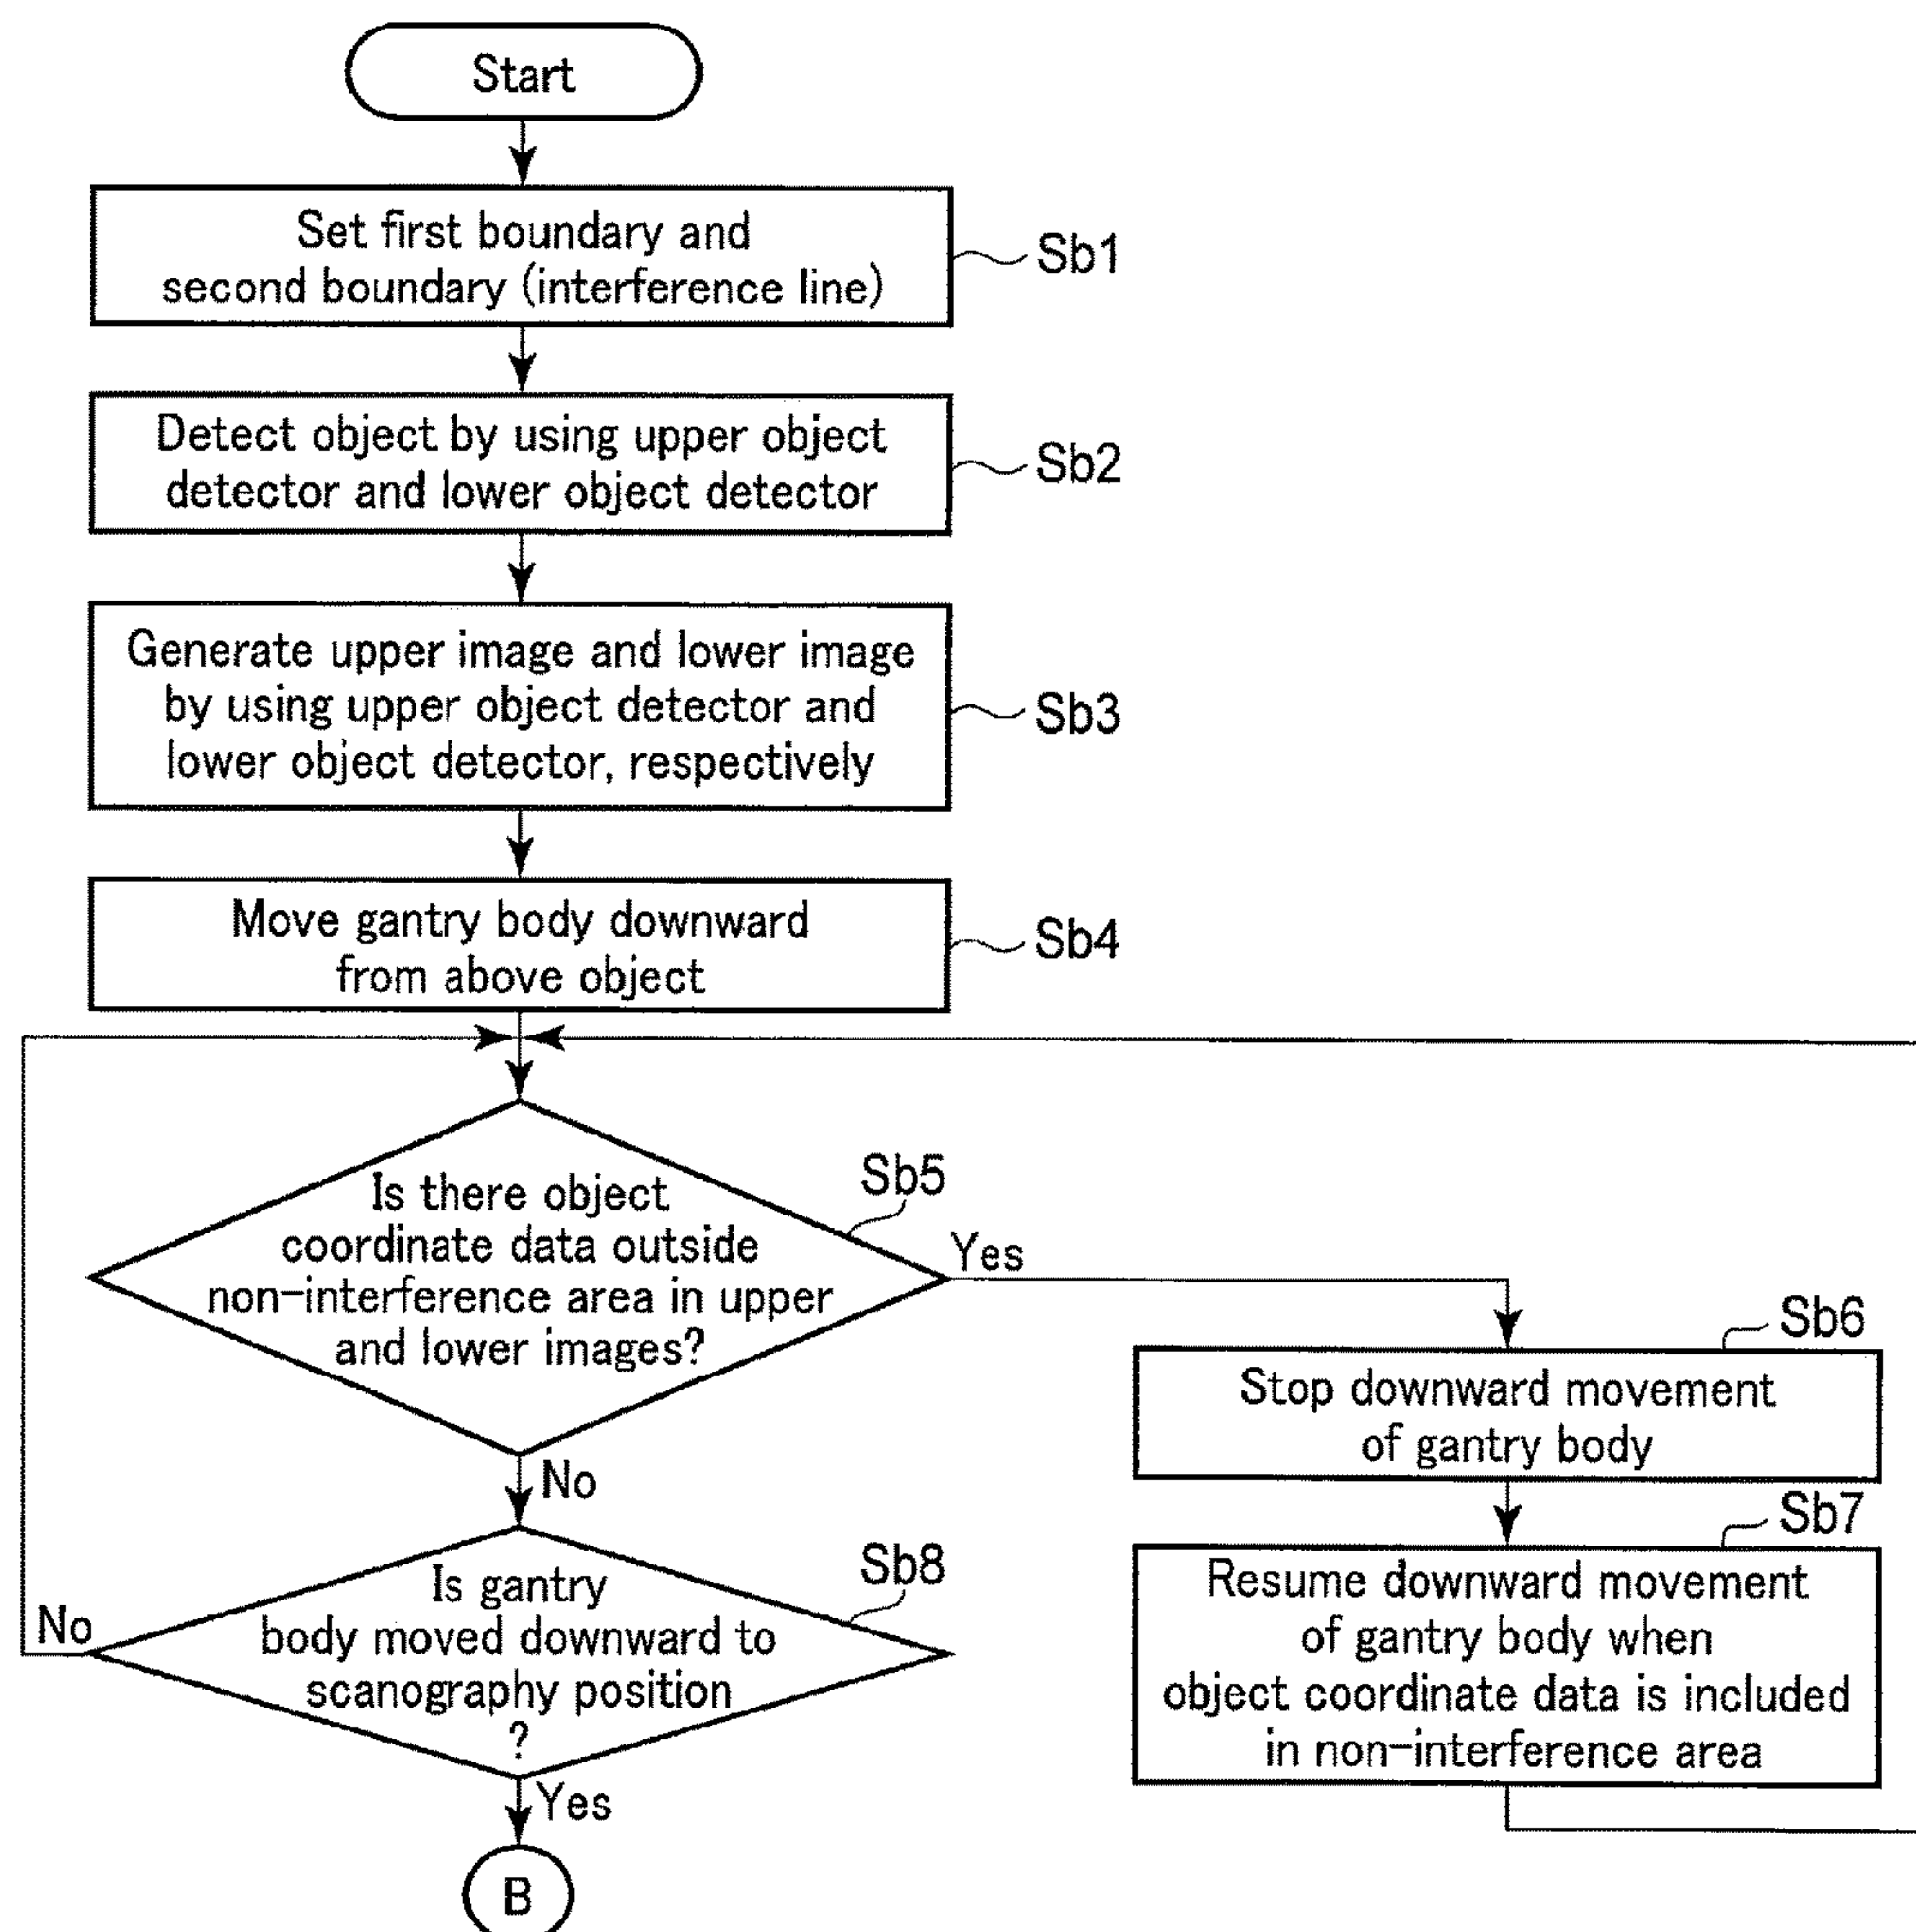 Start
Set first boundary and
second boundary (interference line)
Sb1
Detect object by using upper object
detector and lower object detector
Sb2
Generate upper image and lower image
by using upper object detector and
lower object detector, respectively
Sb3
Move gantry body downward
from above object
Sb4
Is there object
coordinate data outside
non-interference area in upper
and lower images?
Sb5
Yes
No
Stop downward movement
of gantry body
Sb6
Resume downward movement
of gantry body when
object coordinate data is included
in non-interference area
Sb7
Is gantry
body moved downward to
scanography position
?
Sb8
No
Yes
B